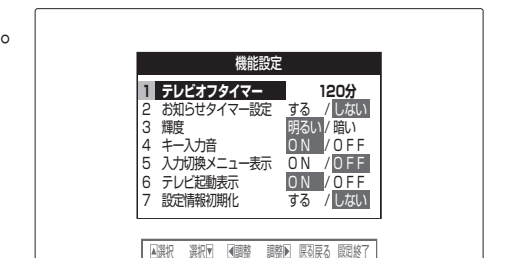 。
機能設定
1 テレビオフタイマー 120分
2 お知らせタイマー設定 する /しない
3 輝度 明るい/暗い
4 キー入力音 ON /OFF
5 入力切換メニュー表示 ON /OFF
6 テレビ起動表示 ON /OFF
7 設定情報初期化 する /しない
▲選択 選択▼ ◀調整 調整▶ 戻る戻る 設定終了